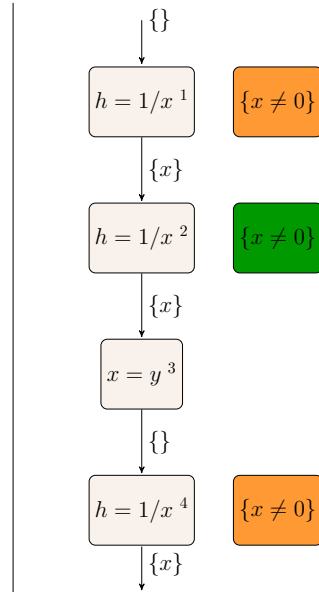 {}
h = 1/x ¹ {x ≠ 0}
{x}
h = 1/x ² {x ≠ 0}
{x}
x = y ³
{}
h = 1/x ⁴ {x ≠ 0}
{x}